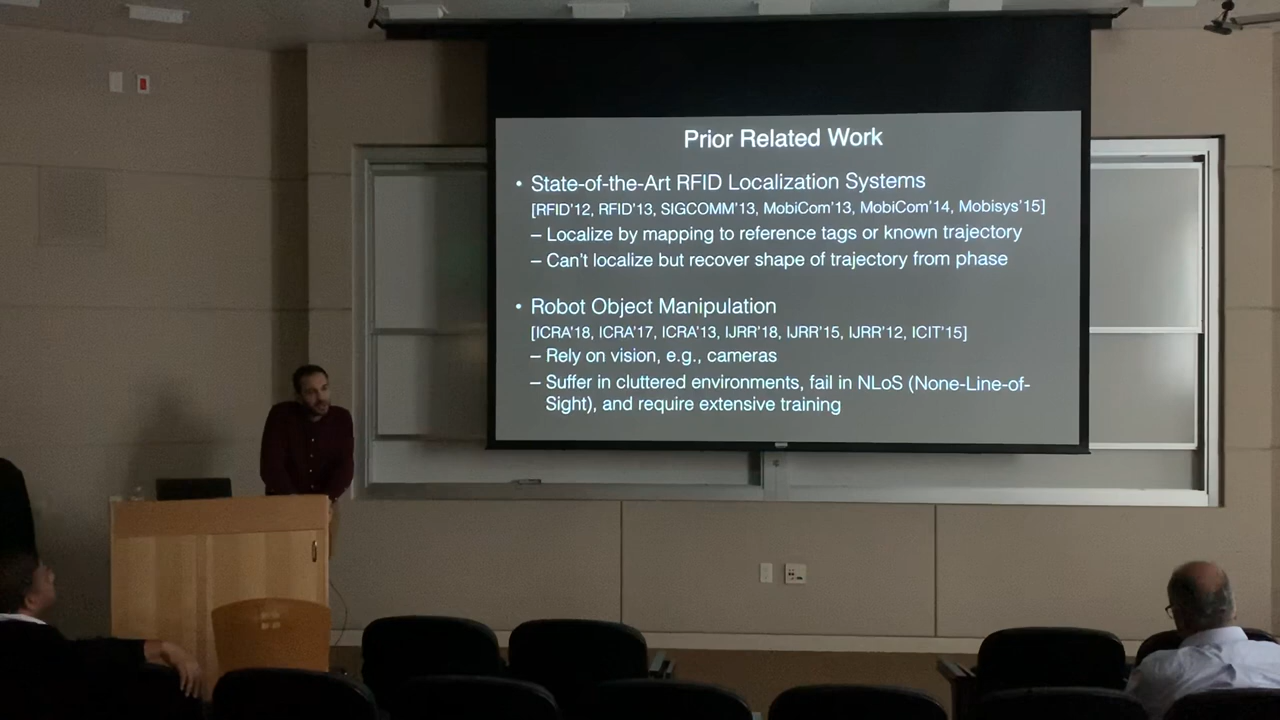 Prior Related Work
• State-of-the-Art RFID Localization Systems
[RFID'12, RFID'13, SIGCOMM'13, MobiCom'13, MobiCom'14, Mobisys'15]
– Localize by mapping to reference tags or known trajectory
– Can't localize but recover shape of trajectory from phase
• Robot Object Manipulation
[ICRA'18, ICRA'17, ICRA'13, IJRR'18, IJRR'15, IJRR'12, ICIT'15]
– Rely on vision, e.g., cameras
– Suffer in cluttered environments, fail in NLoS (None-Line-of-
Sight), and require extensive training